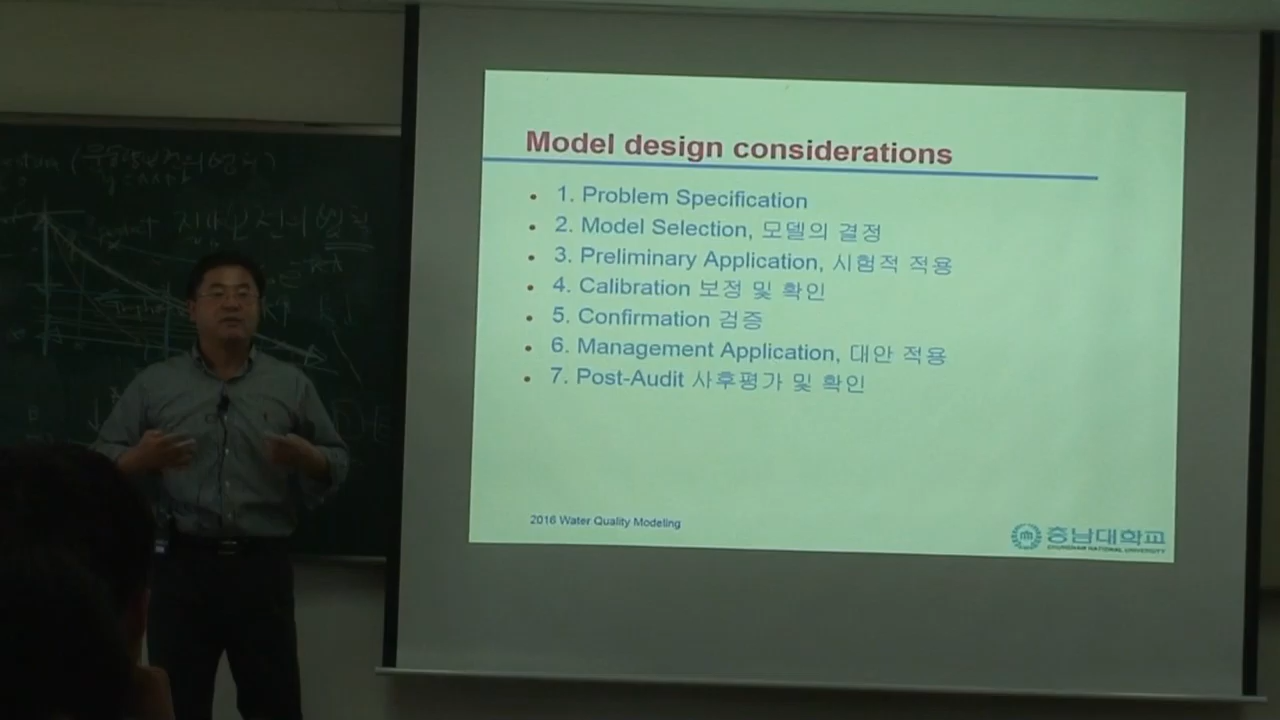 Model design considerations
• 1. Problem Specification
• 2. Model Selection, 모델의 결정
• 3. Preliminary Application, 시험적 적용
• 4. Calibration 보정 및 확인
• 5. Confirmation 검증
• 6. Management Application, 대안 적용
• 7. Post-Audit 사후평가 및 확인
2016 Water Quality Modeling
충남대학교
CHUNGNAM NATIONAL UNIVERSITY